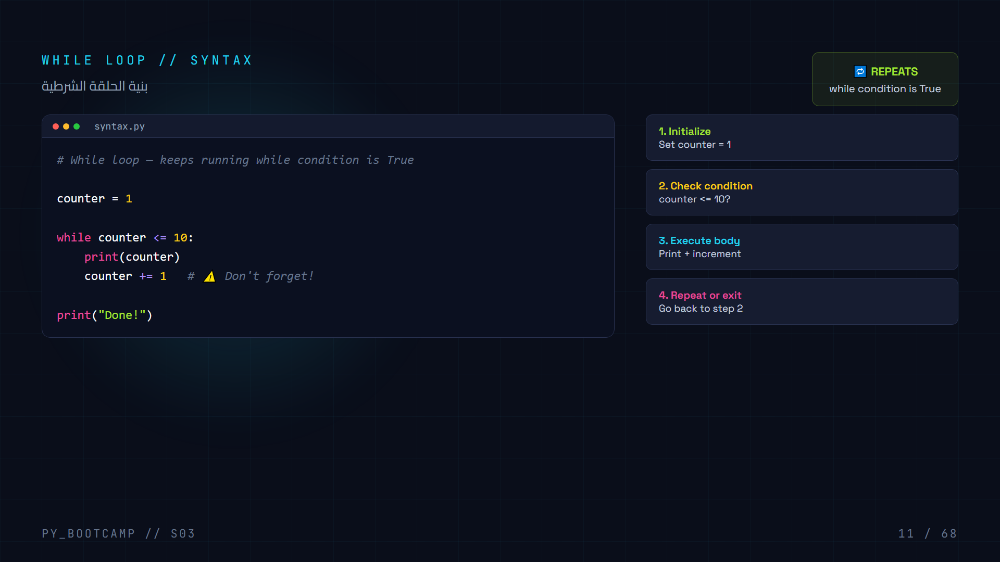 WHILE LOOP // SYNTAX
بنية الحلقة الشرطية
🔁 REPEATS
while condition is True
syntax.py
# While loop — keeps running while condition is True
counter = 1
while counter <= 10:
    print(counter)
    counter += 1   # ⚠️ Don't forget!
print("Done!")
1. Initialize
Set counter = 1
2. Check condition
counter <= 10?
3. Execute body
Print + increment
4. Repeat or exit
Go back to step 2
PY_BOOTCAMP // S03
11 / 68